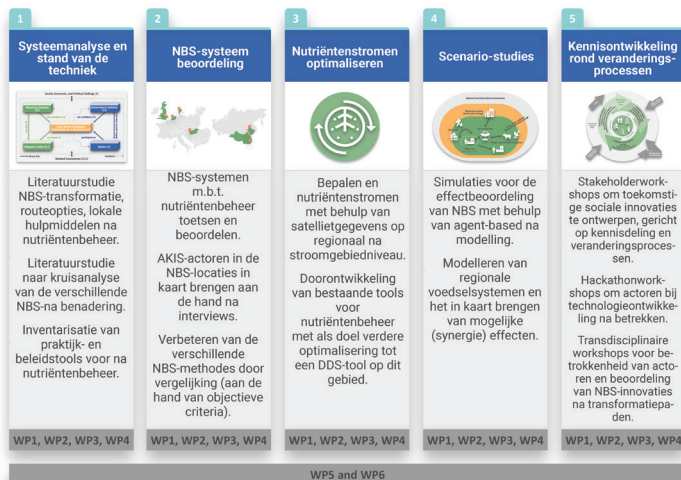 1
Systeemanalyse en
stand van de
techniek
Literatuurstudie
NBS-transformatie,
routeopties, lokale
hulpmiddelen na
nutriëntenbeheer.
Literatuurstudie
naar kruisanalyse
van de verschillende
NBS-na benadering.
Inventarisatie van
praktijk- en
beleidstools voor na
nutriëntenbeheer.
WP1, WP2, WP3, WP4
2
NBS-systeem
beoordeling
NBS-systemen
m.b.t.
nutriëntenbeheer
toetsen en
beoordelen.
AKIS-actoren in de
NBS-locaties in
kaart brengen aan
de hand na
interviews.
Verbeteren van de
verschillende
NBS-methodes door
vergelijking (aan de
hand van objectieve
criteria).
WP1, WP2, WP3, WP4
3
Nutriëntenstromen
optimaliseren
Bepalen en
nutriëntenstromen
met behulp van
satellietgegevens op
regionaal na
stroomgebiedniveau.
Doorontwikkeling
van bestaande tools
voor
nutriëntenbeheer
met als doel verdere
optimalisering tot
een DDS-tool op dit
gebied.
WP1, WP2, WP3, WP4
4
Scenario-studies
Simulaties voor de
effectbeoordeling
van NBS met behulp
van agent-based na
modelling.
Modelleren van
regionale
voedselsystemen en
het in kaart brengen
van mogelijke
(synergie) effecten.
WP1, WP2, WP3, WP4
5
Kennisontwikkeling
rond veranderings-
processen
Stakeholderwork-
shops om toekomsti-
ge sociale innovaties
te ontwerpen, gericht
op kennisdeling en
veranderingsproces-
sen.
Hackathonwork-
shops om actoren bij
technologieontwikke-
ling na betrekken.
Transdisciplinaire
workshops voor be-
trokkenheid van acto-
ren en beoordeling
van NBS-innovaties
na transformatiepa-
den.
WP1, WP2, WP3, WP4
WP5 and WP6